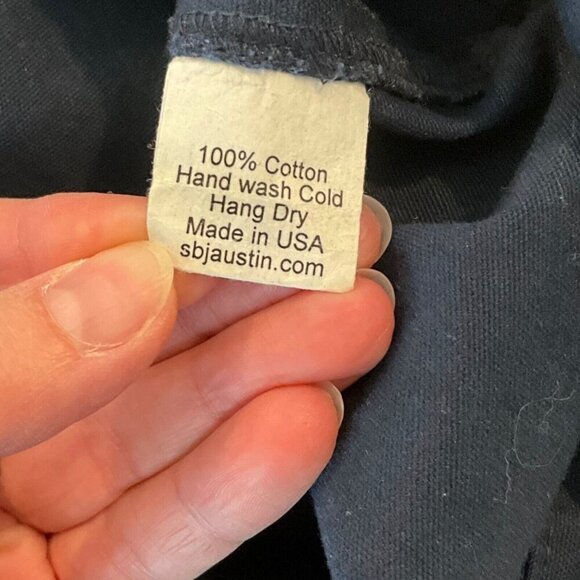 100% Cotton
Hand wash Cold
Hang Dry
Made in USA
sbjaustin.com